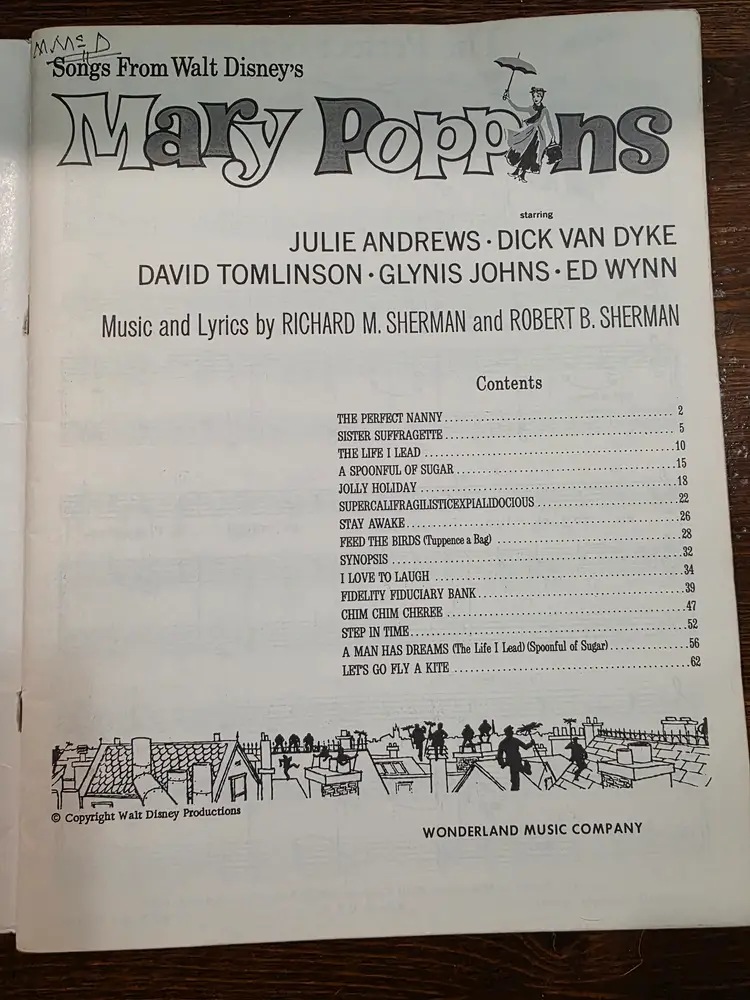 MMcD
Songs From Walt Disney's
Mary Poppins
starring
JULIE ANDREWS · DICK VAN DYKE
DAVID TOMLINSON · GLYNIS JOHNS · ED WYNN
Music and Lyrics by RICHARD M. SHERMAN and ROBERT B. SHERMAN
Contents
THE PERFECT NANNY 2
SISTER SUFFRAGETTE 5
THE LIFE I LEAD 10
A SPOONFUL OF SUGAR 15
JOLLY HOLIDAY 18
SUPERCALIFRAGILISTICEXPIALIDOCIOUS 22
STAY AWAKE 26
FEED THE BIRDS (Tuppence a Bag) 28
SYNOPSIS 32
I LOVE TO LAUGH 34
FIDELITY FIDUCIARY BANK 39
CHIM CHIM CHEREE 47
STEP IN TIME 52
A MAN HAS DREAMS (The Life I Lead) (Spoonful of Sugar) 56
LET'S GO FLY A KITE 62
© Copyright Walt Disney Productions
WONDERLAND MUSIC COMPANY